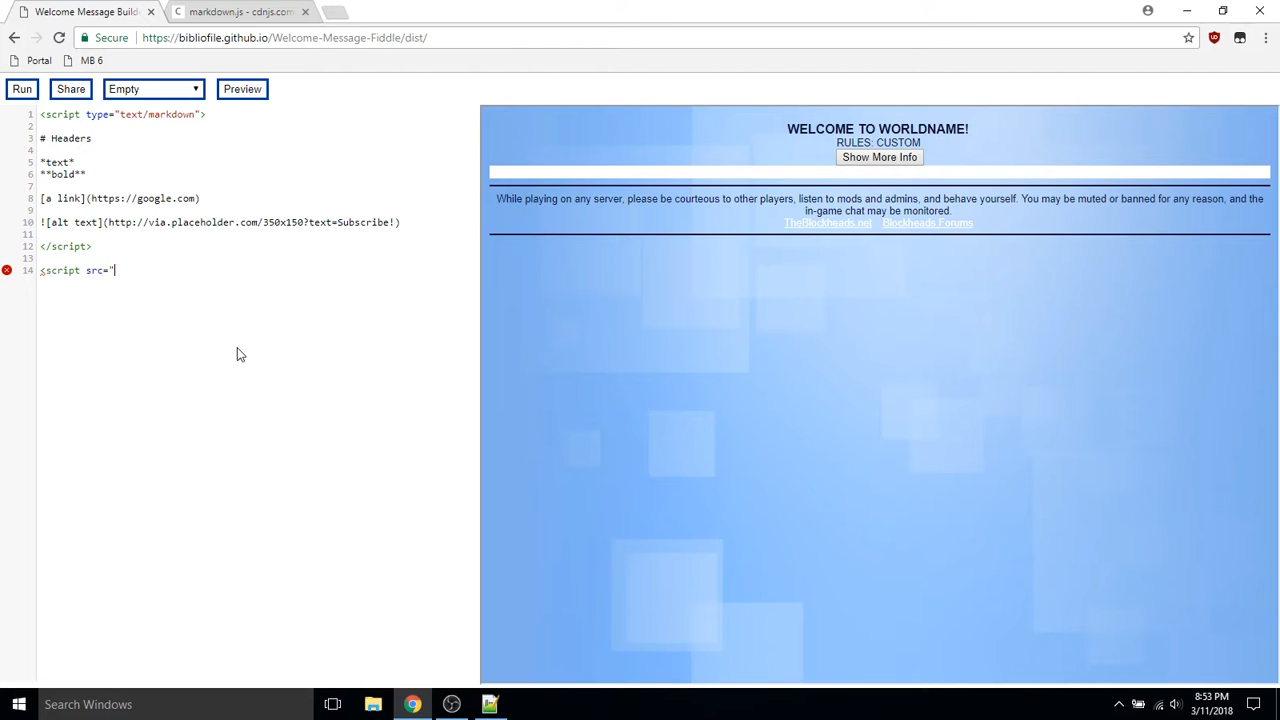 Welcome Message Build
markdown.js - cdnjs.com
Secure
https://bibliofile.github.io/Welcome-Message-Fiddle/dist/
Portal
MB 6
Run
Share
Empty
Preview
1 <script type="text/markdown">
2
3 # Headers
4
5 *text*
6 **bold**
7
8 [a link](https://google.com)
9
10 ![alt text](http://via.placeholder.com/350x150?text=Subscribe!)
11
12 </script>
13
14 <script src="
WELCOME TO WORLDNAME!
RULES: CUSTOM
Show More Info
While playing on any server, please be courteous to other players, listen to mods and admins, and behave yourself. You may be muted or banned for any reason, and the
in-game chat may be monitored.
TheBlockheads.net Blockheads Forums
Search Windows
8:53 PM
3/11/2018